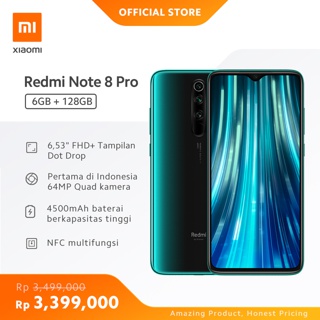 OFFICIAL STORE
mi
xiaomi
Redmi Note 8 Pro
6GB + 128GB
6,53" FHD+ Tampilan
Dot Drop
Pertama di Indonesia
64MP Quad kamera
4500mAh baterai
berkapasitas tinggi
NFC multifungsi
Redmi
Rp 3,499,000
Rp 3,399,000
Amazing Product, Honest Pricing